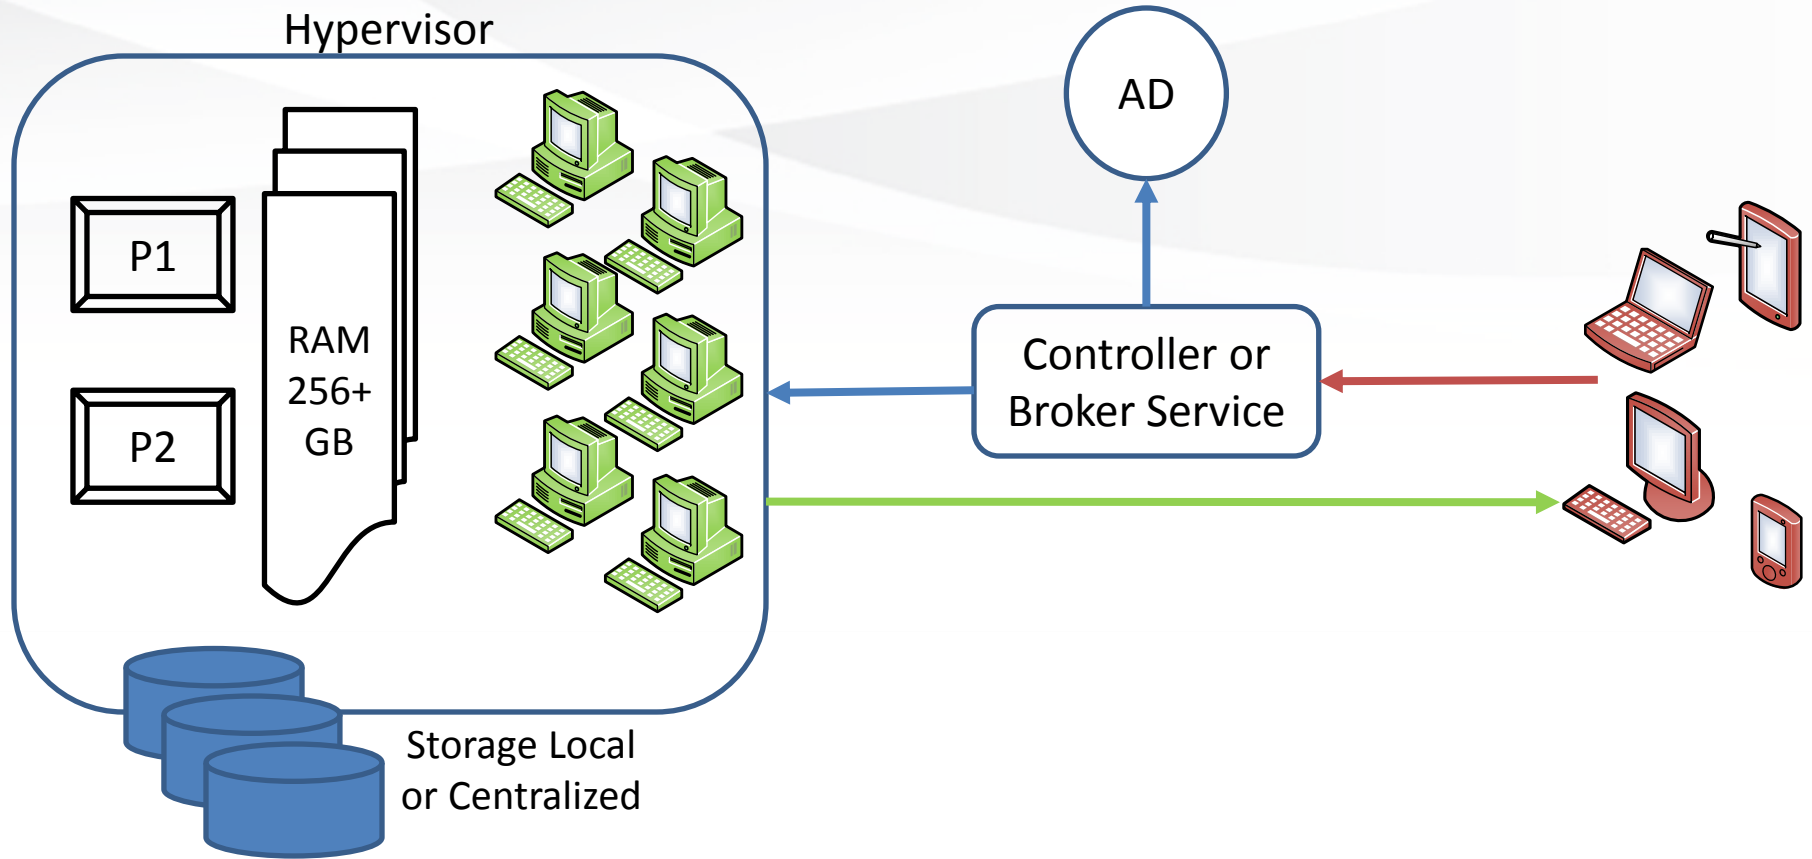 Hypervisor
AD
P1
P2
RAM
256+
GB
Controller or
Broker Service
Storage Local
or Centralized